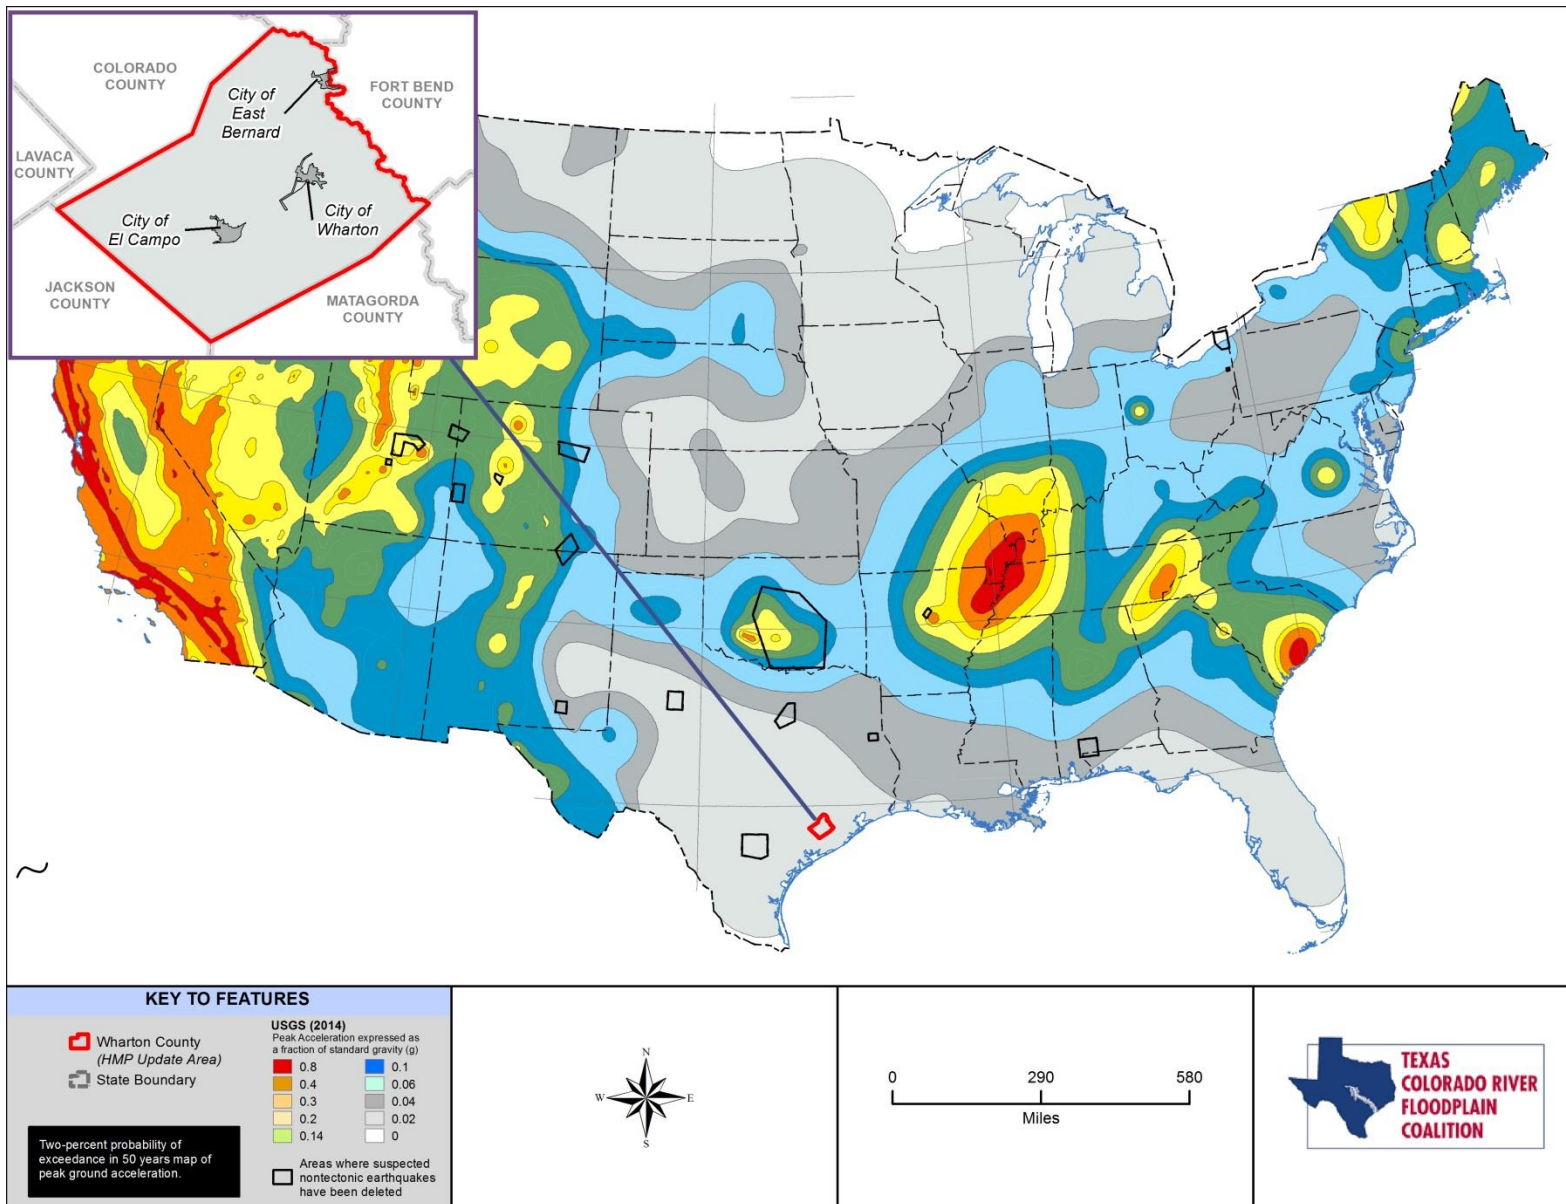 COLORADO
COUNTY
City of
East
Bernard
FORT BEND
COUNTY
LAVACA
COUNTY
City of
El Campo
City of
Wharton
JACKSON
COUNTY
MATAGORDA
COUNTY
KEY TO FEATURES
Wharton County
(HMP Update Area)
State Boundary
Two-percent probability of
exceedance in 50 years map of
peak ground acceleration.
USGS (2014)
Peak Acceleration expressed as
a fraction of standard gravity (g)
0.8
0.4
0.3
0.2
0.14
0.1
0.06
0.04
0.02
0
Areas where suspected
nontectonic earthquakes
have been deleted
N
W
E
S
0 290 580
Miles
TEXAS
COLORADO RIVER
FLOODPLAIN
COALITION